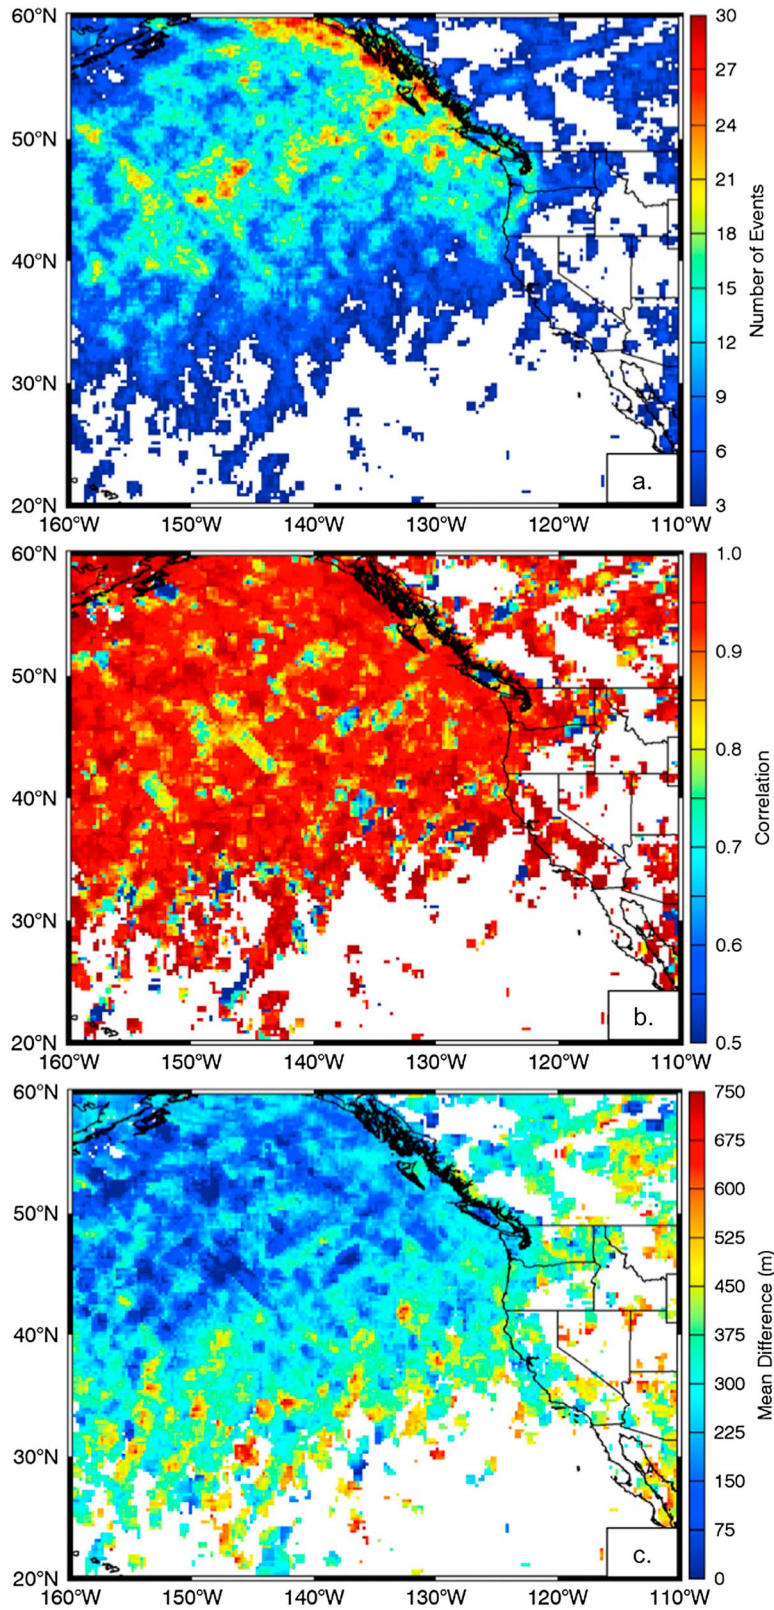 60°N
50°N
40°N
30°N
20°N
160°W 150°W 140°W 130°W 120°W 110°W
30
27
24
21
18
15
12
9
6
3
Number of Events
a.
60°N
50°N
40°N
30°N
20°N
160°W 150°W 140°W 130°W 120°W 110°W
1.0
0.9
0.8
0.7
0.6
0.5
Correlation
b.
60°N
50°N
40°N
30°N
20°N
160°W 150°W 140°W 130°W 120°W 110°W
750
675
600
525
450
375
300
225
150
75
0
Mean Difference (m)
c.